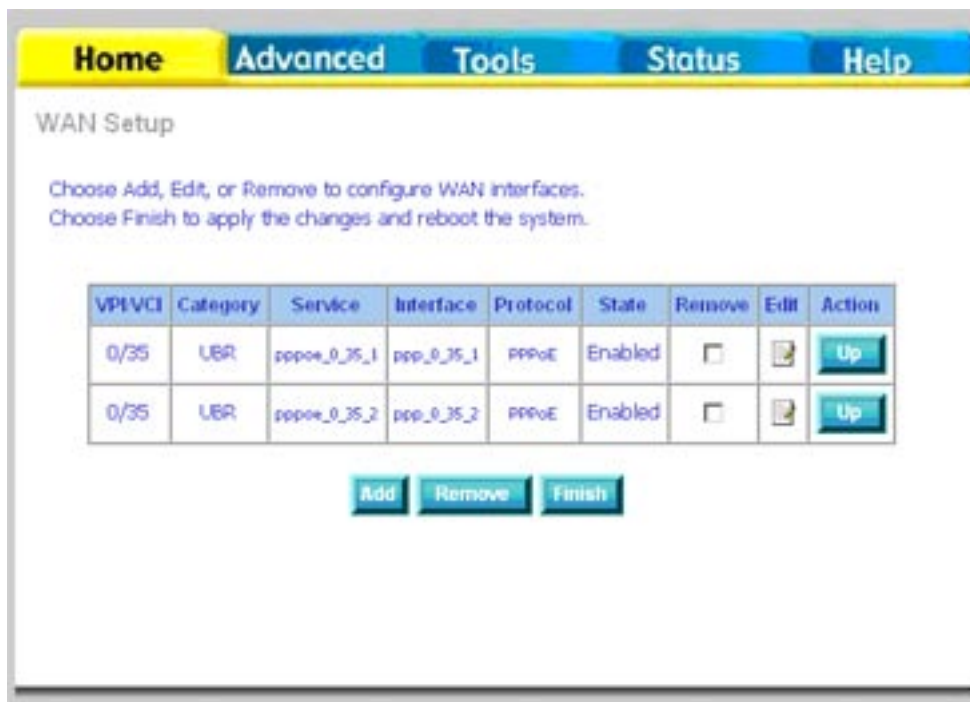 Home Advanced Tools Status Help
WAN Setup
Choose Add, Edit, or Remove to configure WAN interfaces.
Choose Finish to apply the changes and reboot the system.
VPI/VCI Category Service Interface Protocol State Remove Edit Action
0/35 UBR pppoe_0_35_1 ppp_0_35_1 PPPoE Enabled Up
0/35 UBR pppoe_0_35_2 ppp_0_35_2 PPPoE Enabled Up
Add Remove Finish